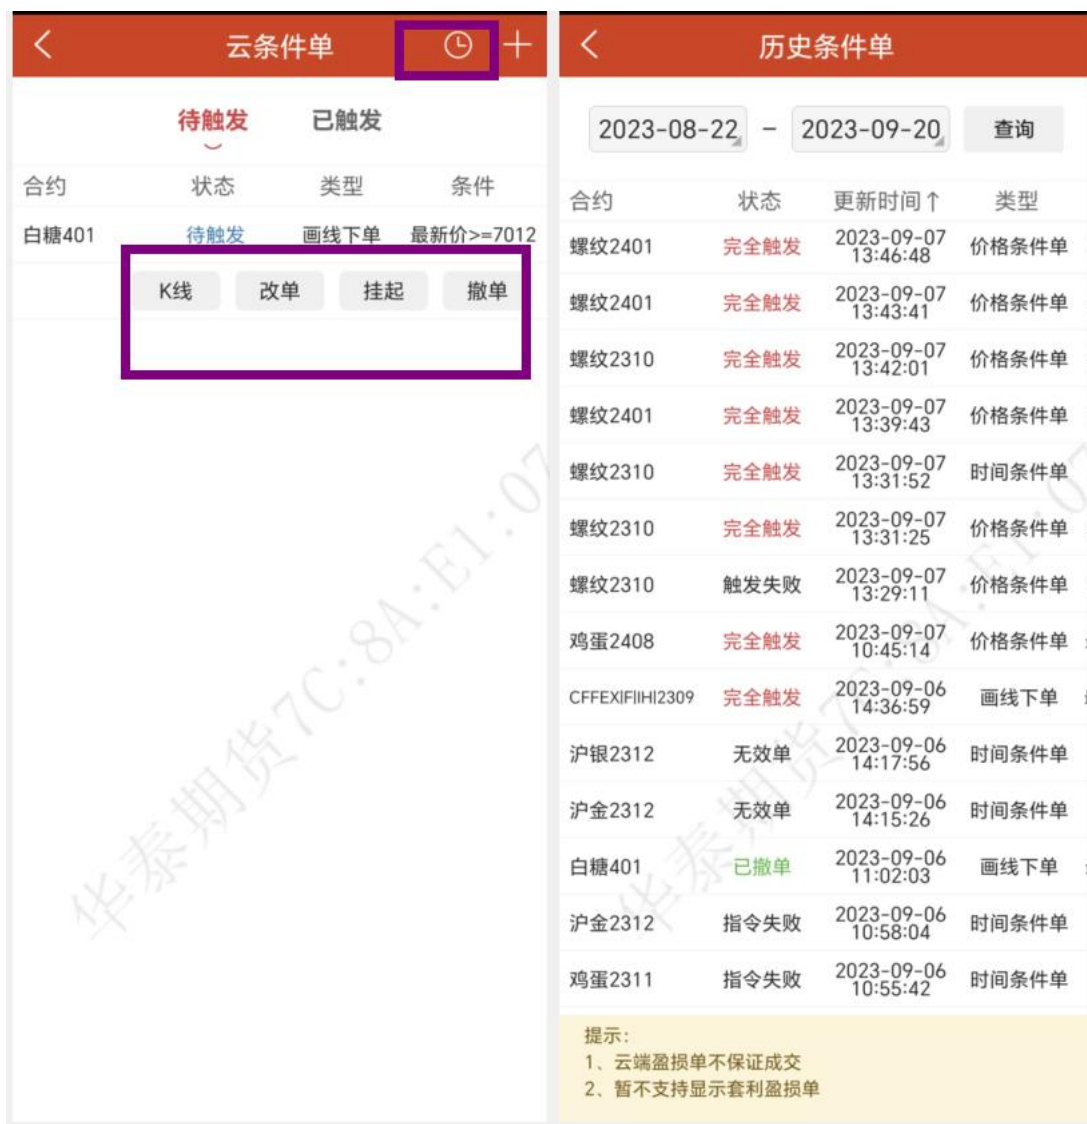 云条件单
待触发 已触发
合约 状态 类型 条件
白糖401 待触发 画线下单 最新价>=7012
K线 改单 挂起 撤单
华泰期货7C:8A:E1:07
历史条件单
2023-08-22 - 2023-09-20 查询
合约 状态 更新时间↑ 类型
螺纹2401 完全触发 2023-09-07 13:46:48 价格条件单
螺纹2401 完全触发 2023-09-07 13:43:41 价格条件单
螺纹2310 完全触发 2023-09-07 13:42:01 价格条件单
螺纹2401 完全触发 2023-09-07 13:39:43 价格条件单
螺纹2310 完全触发 2023-09-07 13:31:52 时间条件单
螺纹2310 完全触发 2023-09-07 13:31:25 价格条件单
螺纹2310 触发失败 2023-09-07 13:29:11 价格条件单
鸡蛋2408 完全触发 2023-09-07 10:45:14 价格条件单
CFFEX|F|IH|2309 完全触发 2023-09-06 14:36:59 画线下单
沪银2312 无效单 2023-09-06 14:17:56 时间条件单
沪金2312 无效单 2023-09-06 14:15:26 时间条件单
白糖401 已撤单 2023-09-06 11:02:03 画线下单
沪金2312 指令失败 2023-09-06 10:58:04 时间条件单
鸡蛋2311 指令失败 2023-09-06 10:55:42 时间条件单
华泰期货7C:8A:E1:07
提示:
1、云端盈损单不保证成交
2、暂不支持显示套利盈损单